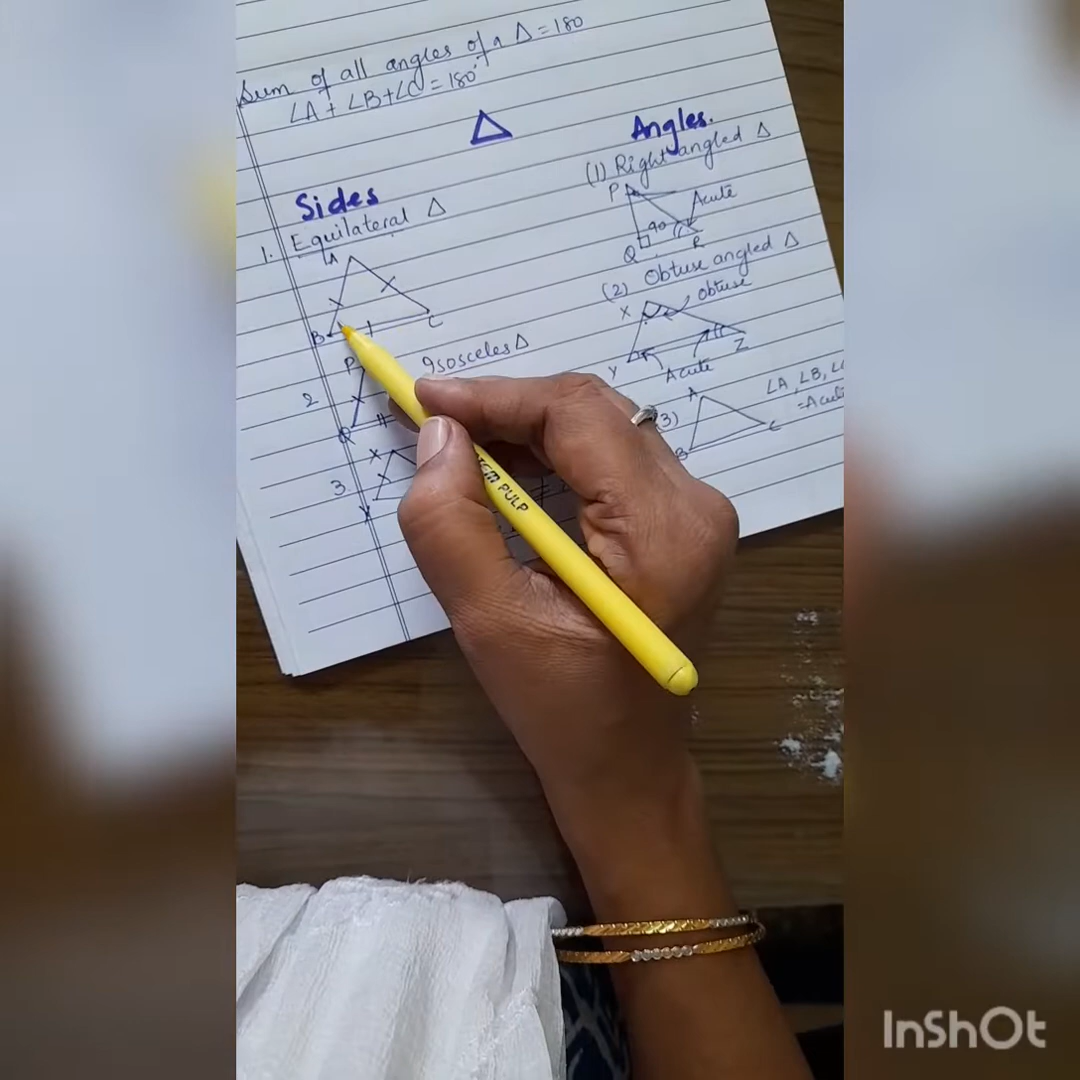 Sum of all angles of a Δ = 180
∠A + ∠B + ∠C = 180°
Sides
1. Equilateral Δ
A
B
C
2
Isosceles Δ
P
Q
3
X
Y
Angles.
(1) Right angled Δ
P
Acute
90
Q
R
(2) Obtuse angled Δ
X
Obtuse
Y
Z
Acute
(3)
A
B
C
∠A, ∠B, ∠
= Acut
PULP
InShOt